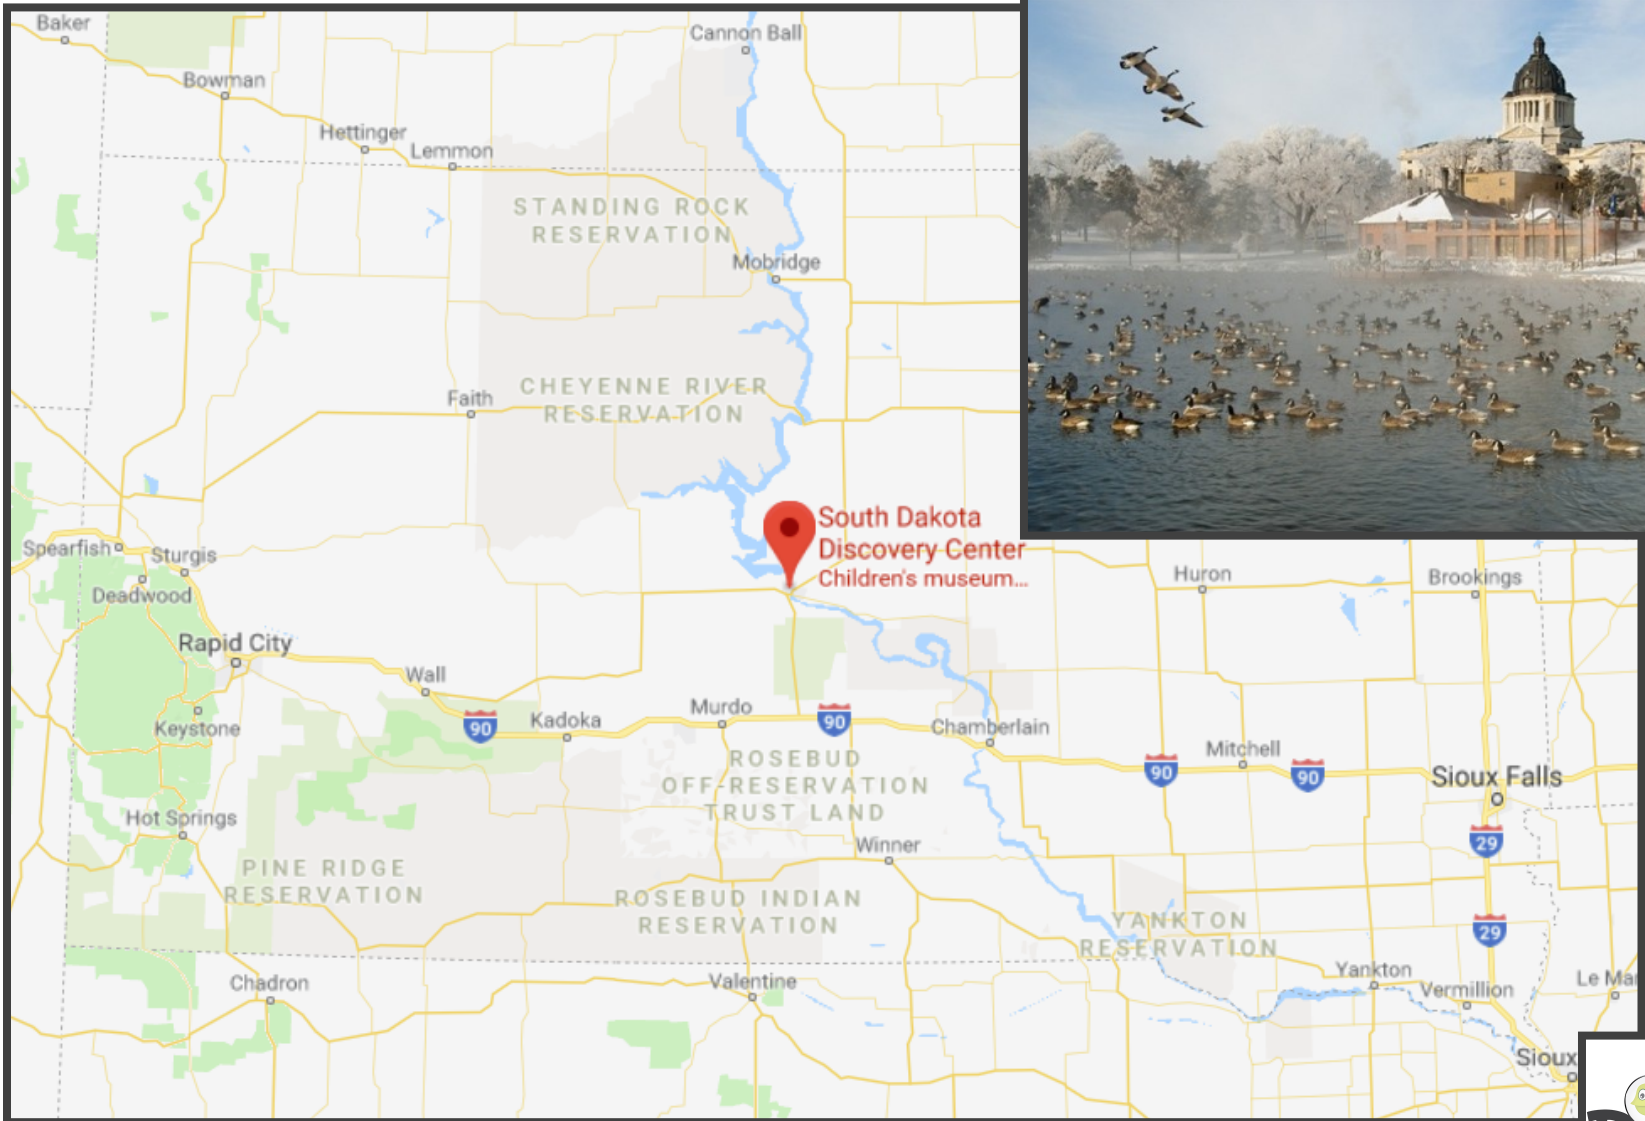 Baker
Cannon Ball
Bowman
Hettinger
Lemmon
STANDING ROCK
RESERVATION
Mobridge
CHEYENNE RIVER
RESERVATION
Faith
South Dakota
Discovery Center
Children's museum...
Spearfish
Sturgis
Deadwood
Huron
Brookings
Rapid City
Wall
Keystone
90
Kadoka
Murdo
90
Chamberlain
ROSEBUD
OFF-RESERVATION
TRUST LAND
90
Mitchell
90
Sioux Falls
Hot Springs
29
Winner
PINE RIDGE
RESERVATION
ROSEBUD INDIAN
RESERVATION
YANKTON
RESERVATION
29
Chadron
Valentine
Yankton
Vermillion
Le Mar
Sioux